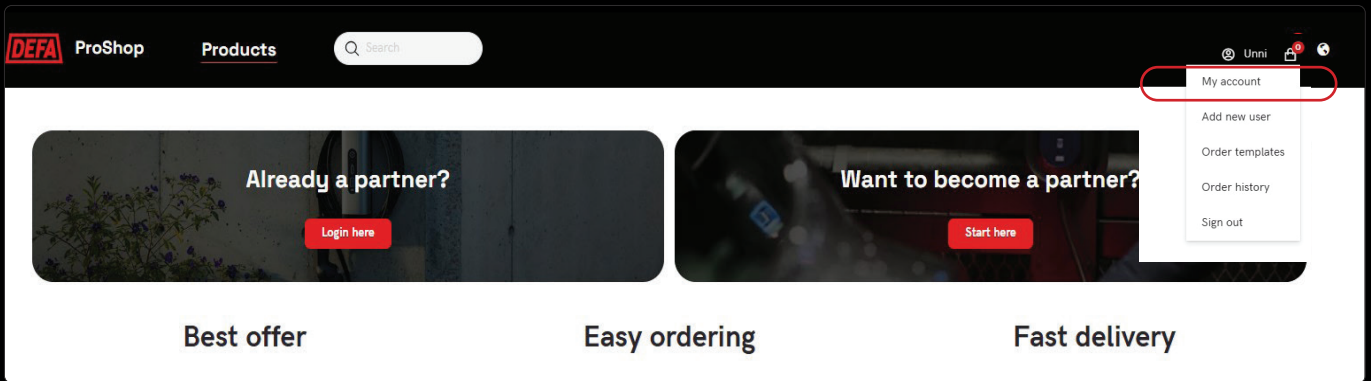 DEFA ProShop Products Search Unni 0
My account
Add new user
Order templates
Order history
Sign out
Already a partner?
Login here
Want to become a partner?
Start here
Best offer
Easy ordering
Fast delivery